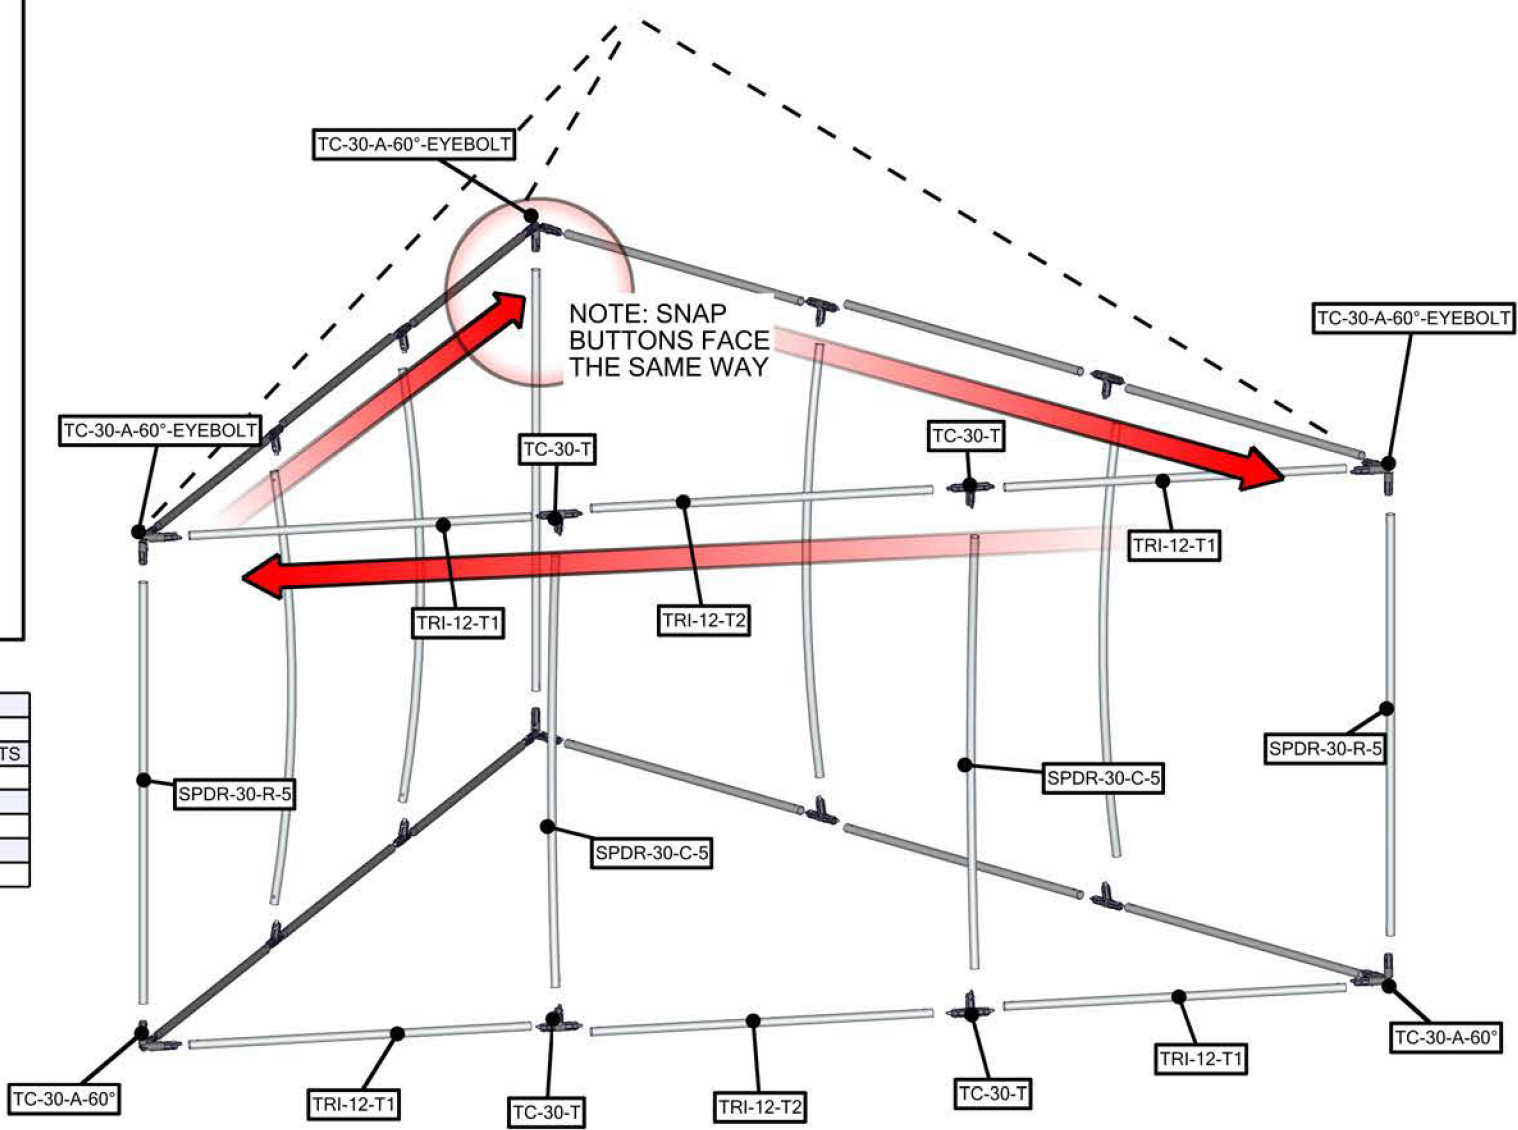 TC-30-A-60°-EYEBOLT
NOTE: SNAP
BUTTONS FACE
THE SAME WAY
TC-30-A-60°-EYEBOLT
TC-30-A-60°-EYEBOLT
TC-30-T
TC-30-T
TRI-12-T1
TRI-12-T1
TRI-12-T2
TS
SPDR-30-R-5
SPDR-30-R-5
SPDR-30-C-5
SPDR-30-C-5
TC-30-A-60°
TC-30-A-60°
TRI-12-T1
TC-30-T
TRI-12-T2
TC-30-T
TRI-12-T1